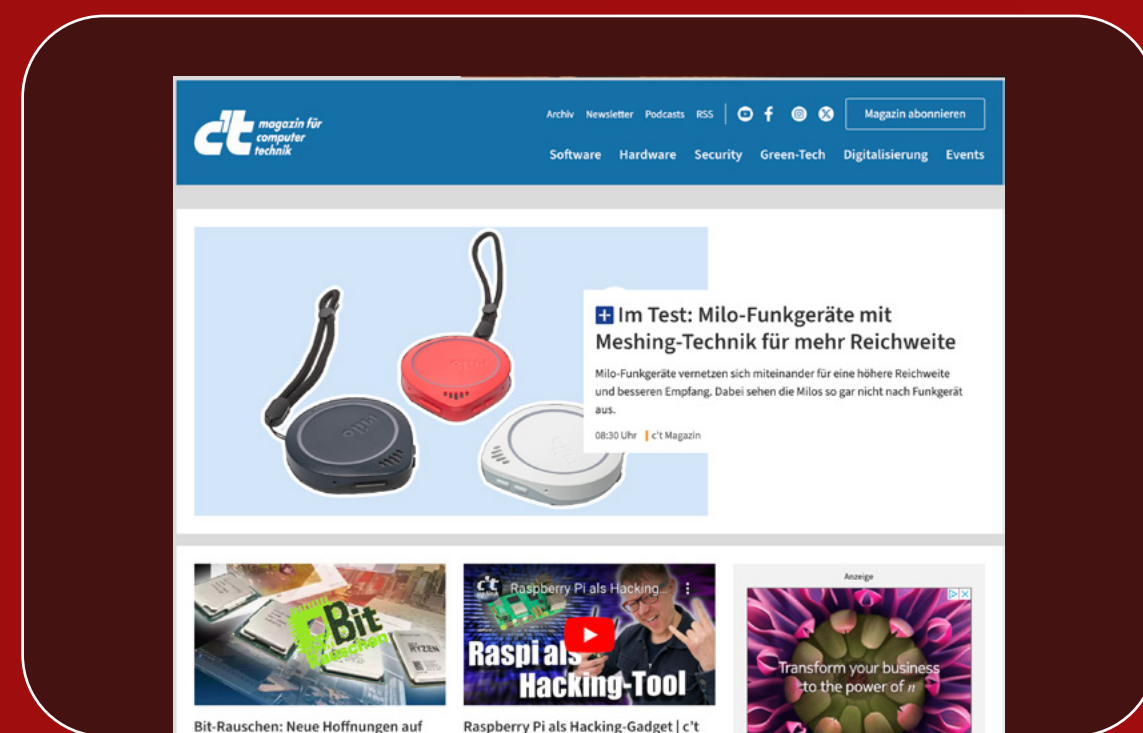 c't magazin für
computer
technik
Archiv Newsletter Podcasts RSS Magazin abonnieren
Software Hardware Security Green-Tech Digitalisierung Events
Im Test: Milo-Funkgeräte mit
Meshing-Technik für mehr Reichweite
Milo-Funkgeräte vernetzen sich miteinander für eine höhere Reichweite
und besseren Empfang. Dabei sehen die Milos so gar nicht nach Funkgerät
aus.
08:30 Uhr c't Magazin
milo
Bit
Rauschen
RYZEN
Bit-Rauschen: Neue Hoffnungen auf
c't
Raspberry Pi als Hacking...
Raspi als
Hacking-Tool
Raspberry Pi als Hacking-Gadget | c't
Anzeige
Transform your business
to the power of n